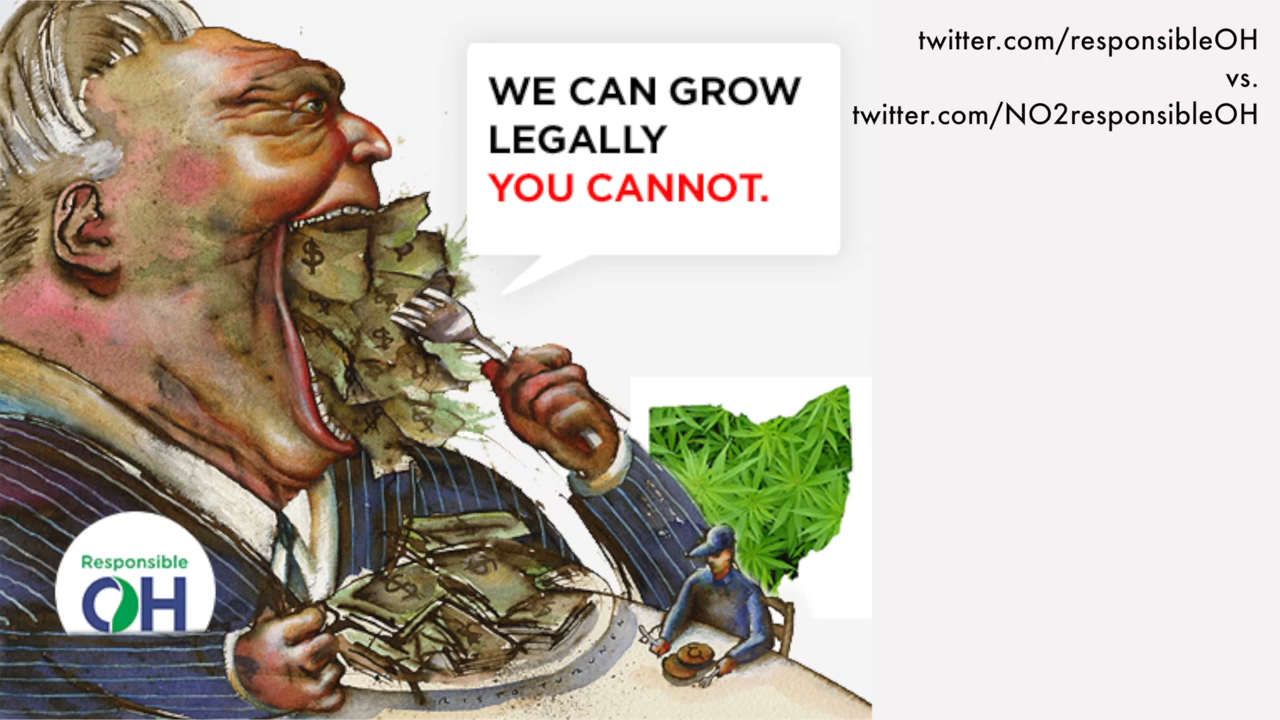 WE CAN GROW
LEGALLY
YOU CANNOT.
twitter.com/responsibleOH
vs.
twitter.com/NO2responsibleOH
Responsible
OH
$